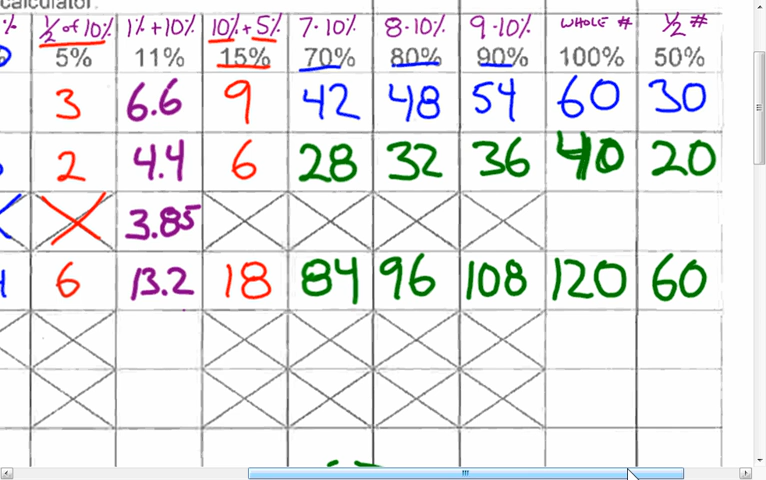 calculator.
% ½ of 10% 1% + 10% 10% + 5% 7·10% 8·10% 9·10% WHOLE # ½ #
5% 11% 15% 70% 80% 90% 100% 50%
3 6.6 9 42 48 54 60 30
2 4.4 6 28 32 36 40 20
3.85
6 13.2 18 84 96 108 120 60